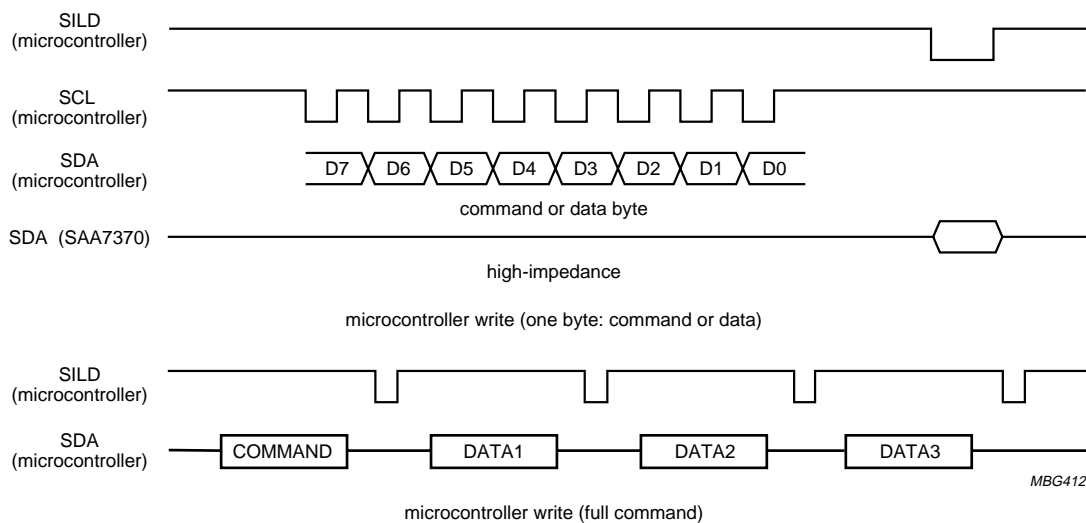 SILD
(microcontroller)
SCL
(microcontroller)
SDA
(microcontroller)
D7 D6 D5 D4 D3 D2 D1 D0
command or data byte
SDA (SAA7370)
high-impedance
microcontroller write (one byte: command or data)
SILD
(microcontroller)
SDA
(microcontroller)
COMMAND DATA1 DATA2 DATA3
MBG412
microcontroller write (full command)